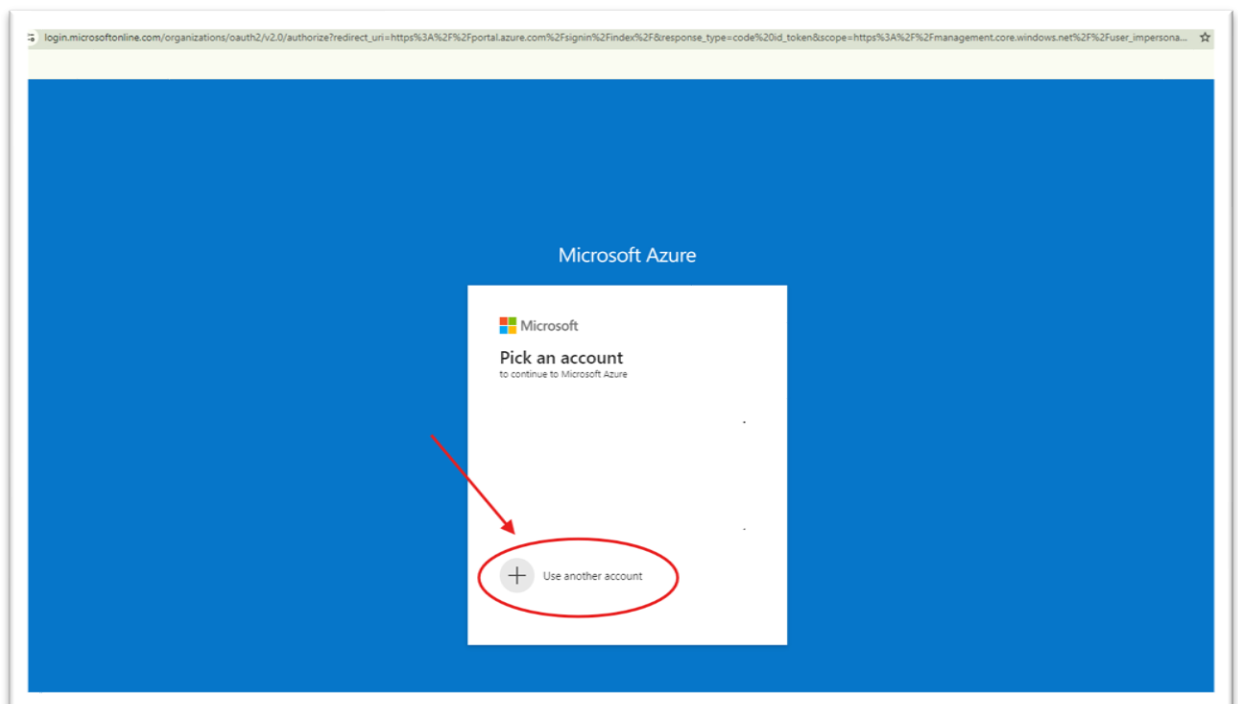 login.microsoftonline.com/organizations/oauth2/v2.0/authorize?redirect_uri=https%3A%2F%2Fportal.azure.com%2Fsignin%2Findex%2F&response_type=code%20id_token&scope=https%3A%2F%2Fmanagement.core.windows.net%2F%2Fuser_impersona...
Microsoft Azure
Microsoft
Pick an account
to continue to Microsoft Azure
Use another account